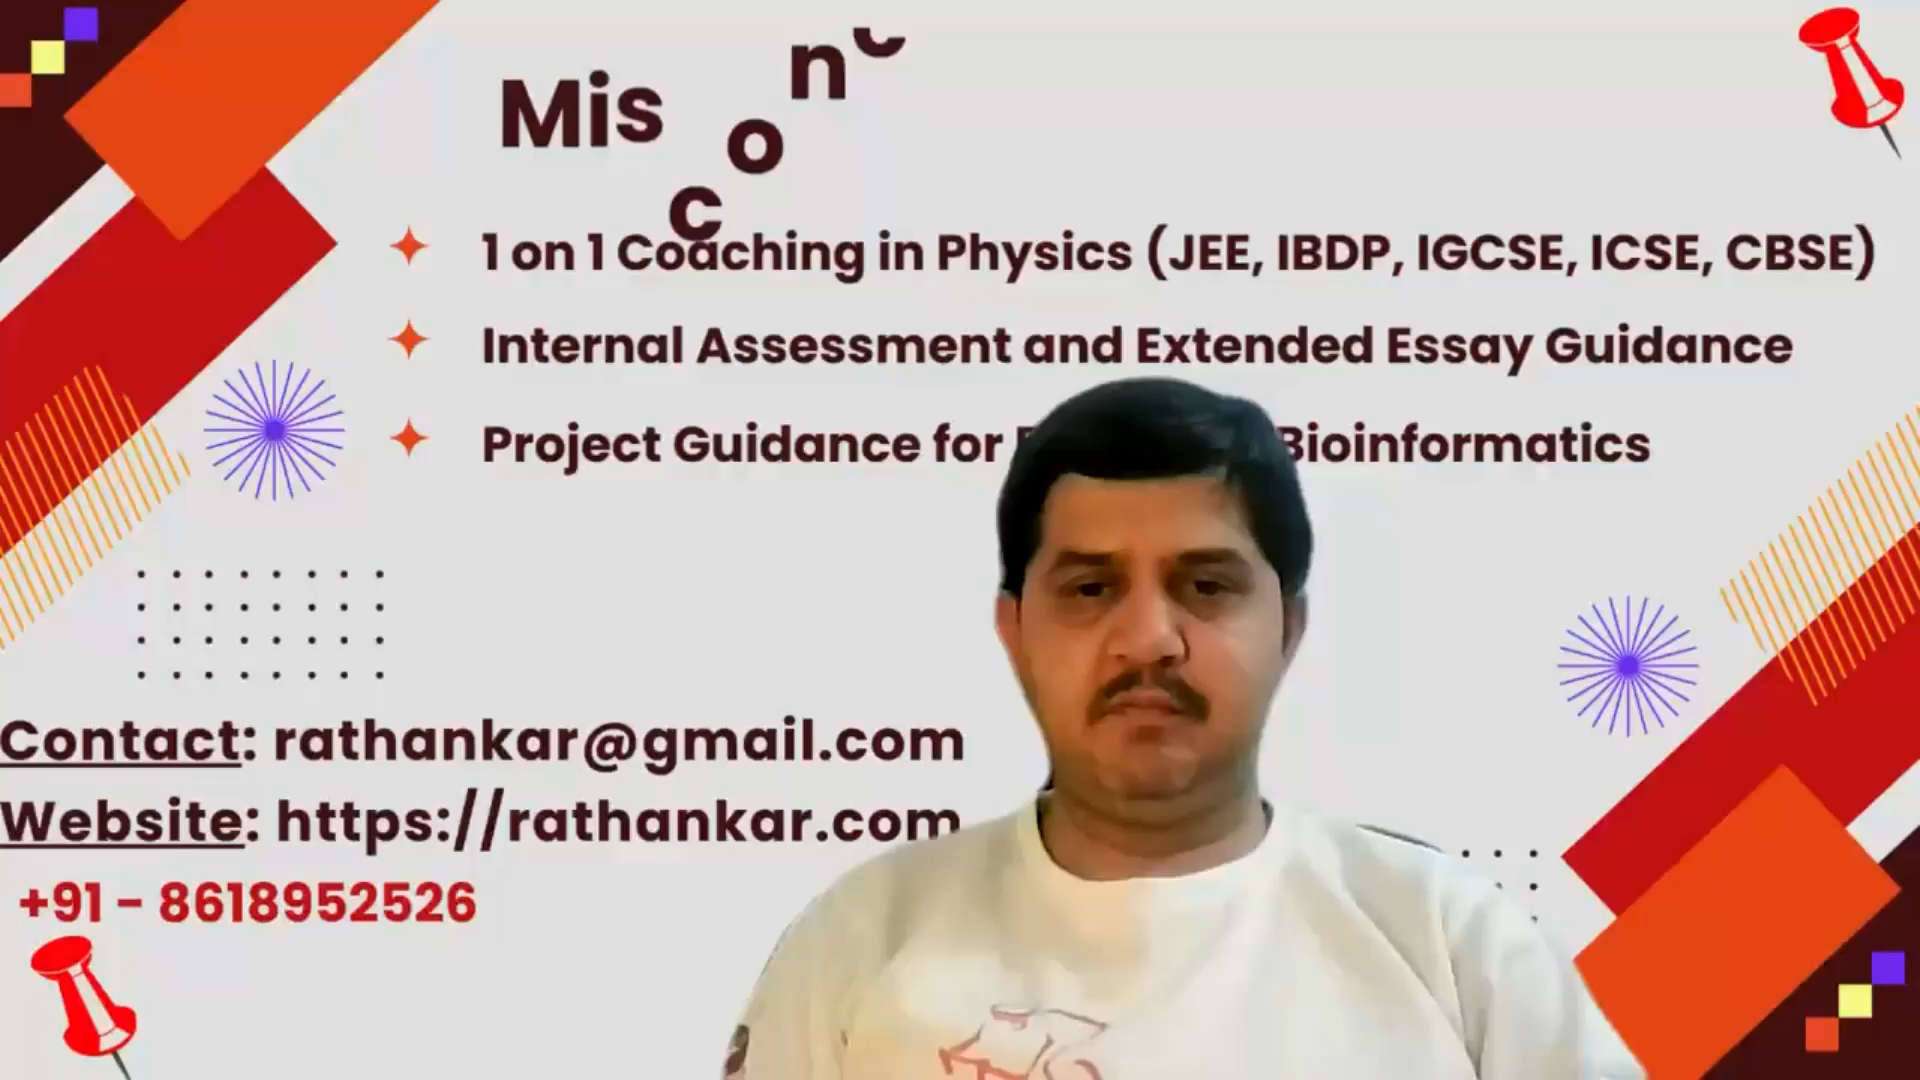 Misconc
1 on 1 Coaching in Physics (JEE, IBDP, IGCSE, ICSE, CBSE)
Internal Assessment and Extended Essay Guidance
Project Guidance for Bioinformatics
Contact: rathankar@gmail.com
Website: https://rathankar.com
+91 - 8618952526